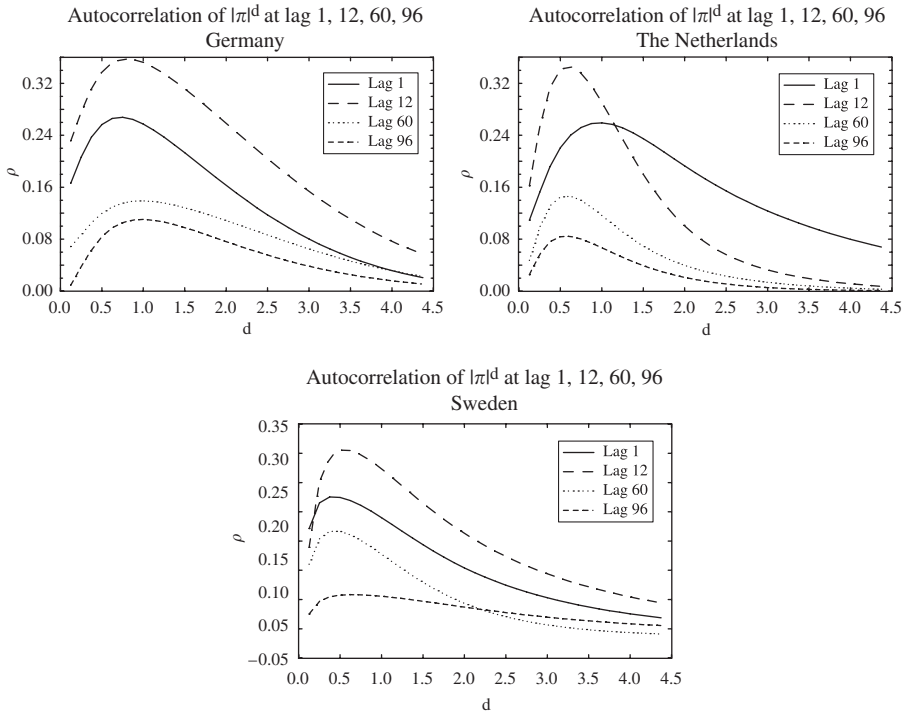 Autocorrelation of |π|d at lag 1, 12, 60, 96
Germany
0.32
0.24
0.16
0.08
0.00
ρ
Lag 1
Lag 12
Lag 60
Lag 96
0.0 0.5 1.0 1.5 2.0 2.5 3.0 3.5 4.0 4.5
d
Autocorrelation of |π|d at lag 1, 12, 60, 96
The Netherlands
0.32
0.24
0.16
0.08
0.00
ρ
Lag 1
Lag 12
Lag 60
Lag 96
0.0 0.5 1.0 1.5 2.0 2.5 3.0 3.5 4.0 4.5
d
Autocorrelation of |π|d at lag 1, 12, 60, 96
Sweden
0.35
0.30
0.25
0.20
0.15
0.10
0.05
−0.05
ρ
Lag 1
Lag 12
Lag 60
Lag 96
0.0 0.5 1.0 1.5 2.0 2.5 3.0 3.5 4.0 4.5
d